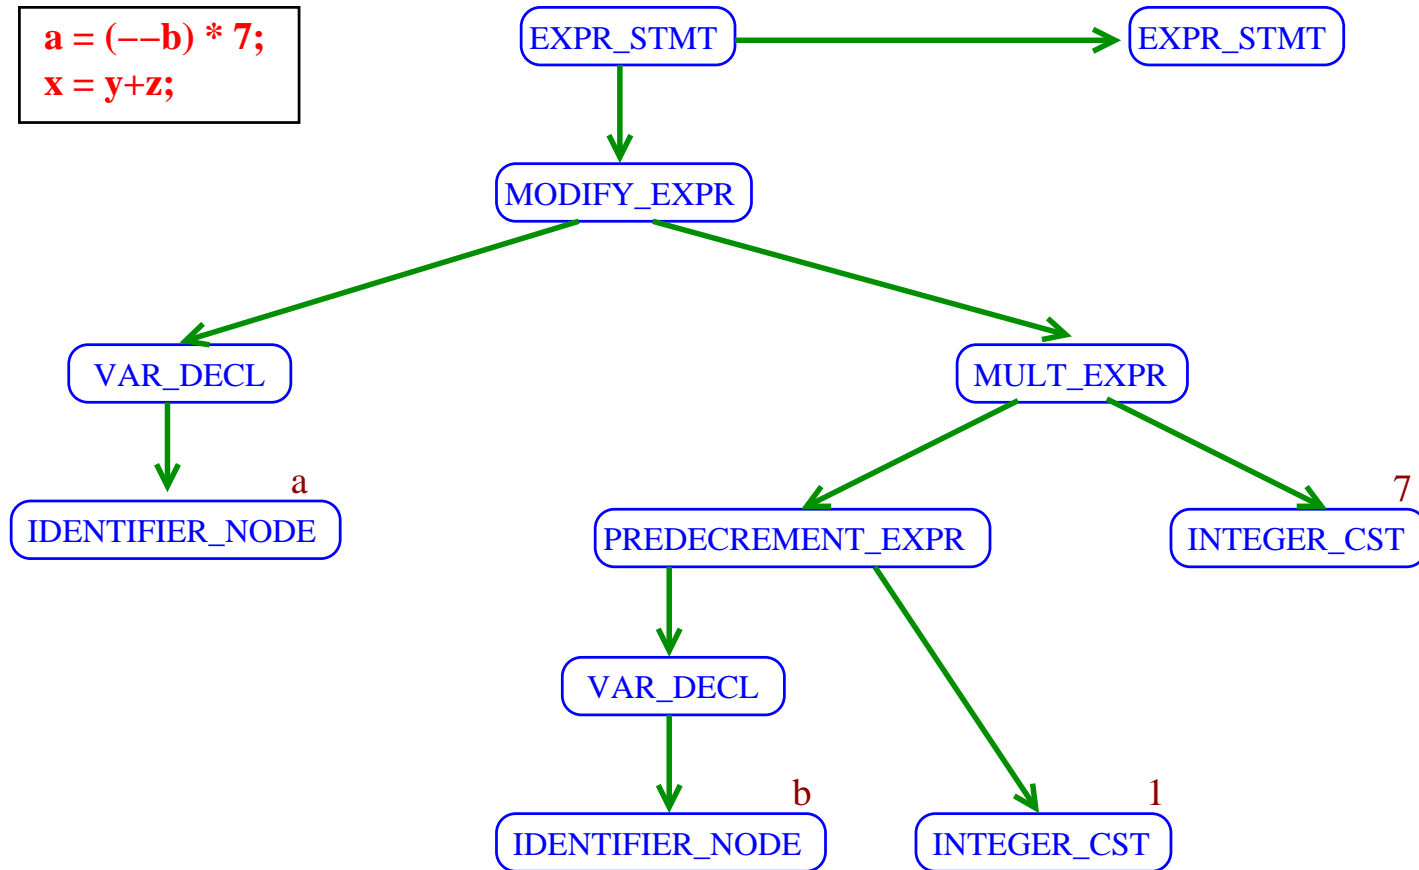 a = (−−b) * 7;
x = y+z;
EXPR_STMT
EXPR_STMT
MODIFY_EXPR
VAR_DECL
MULT_EXPR
a
IDENTIFIER_NODE
PREDECREMENT_EXPR
7
INTEGER_CST
VAR_DECL
b
IDENTIFIER_NODE
1
INTEGER_CST